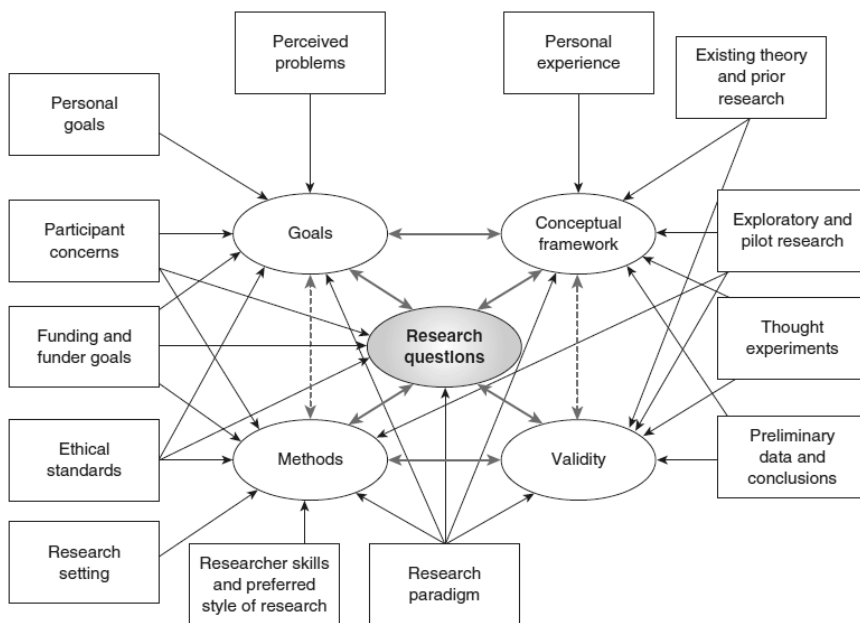 Perceived
problems
Personal
experience
Existing theory
and prior
research
Personal
goals
Participant
concerns
Goals
Conceptual
framework
Exploratory and
pilot research
Funding and
funder goals
Research
questions
Thought
experiments
Ethical
standards
Methods
Validity
Preliminary
data and
conclusions
Research
setting
Researcher skills
and preferred
style of research
Research
paradigm